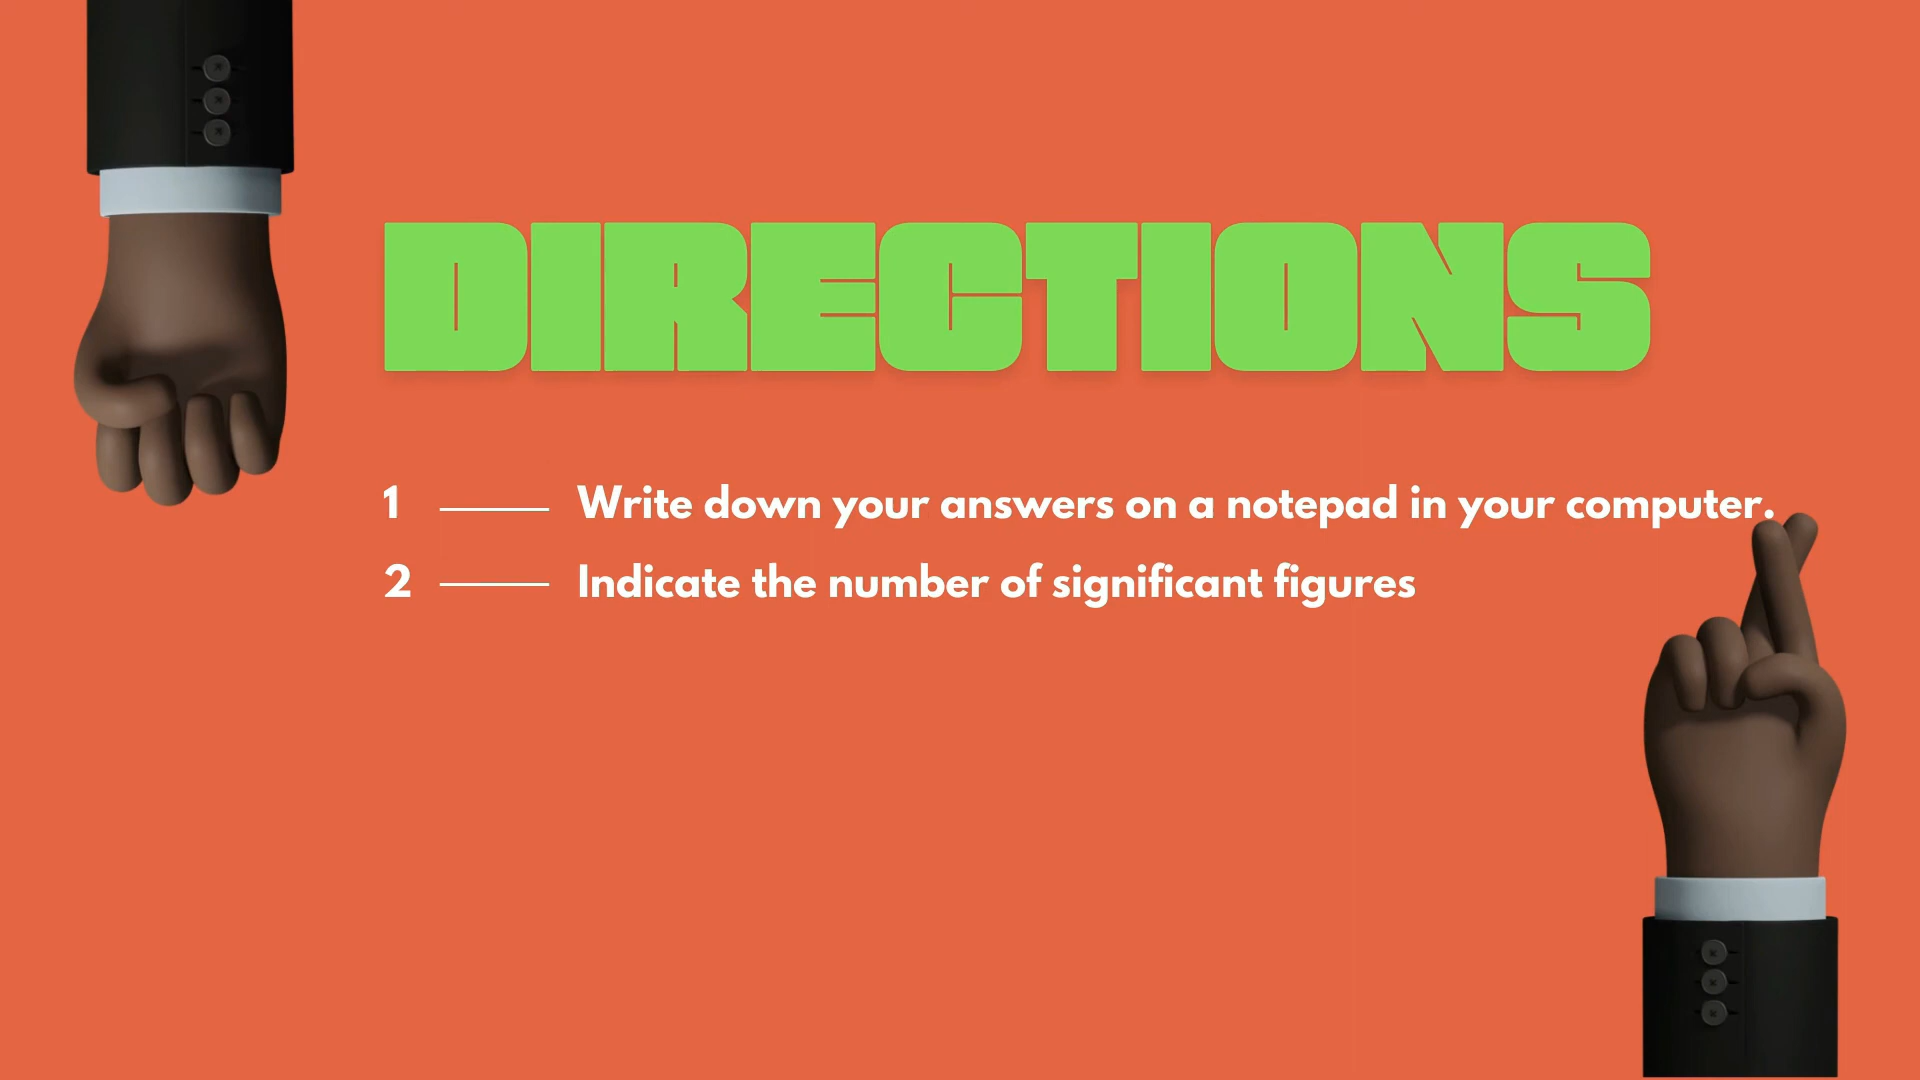 DIRECTIONS
1 Write down your answers on a notepad in your computer.
2 Indicate the number of significant figures